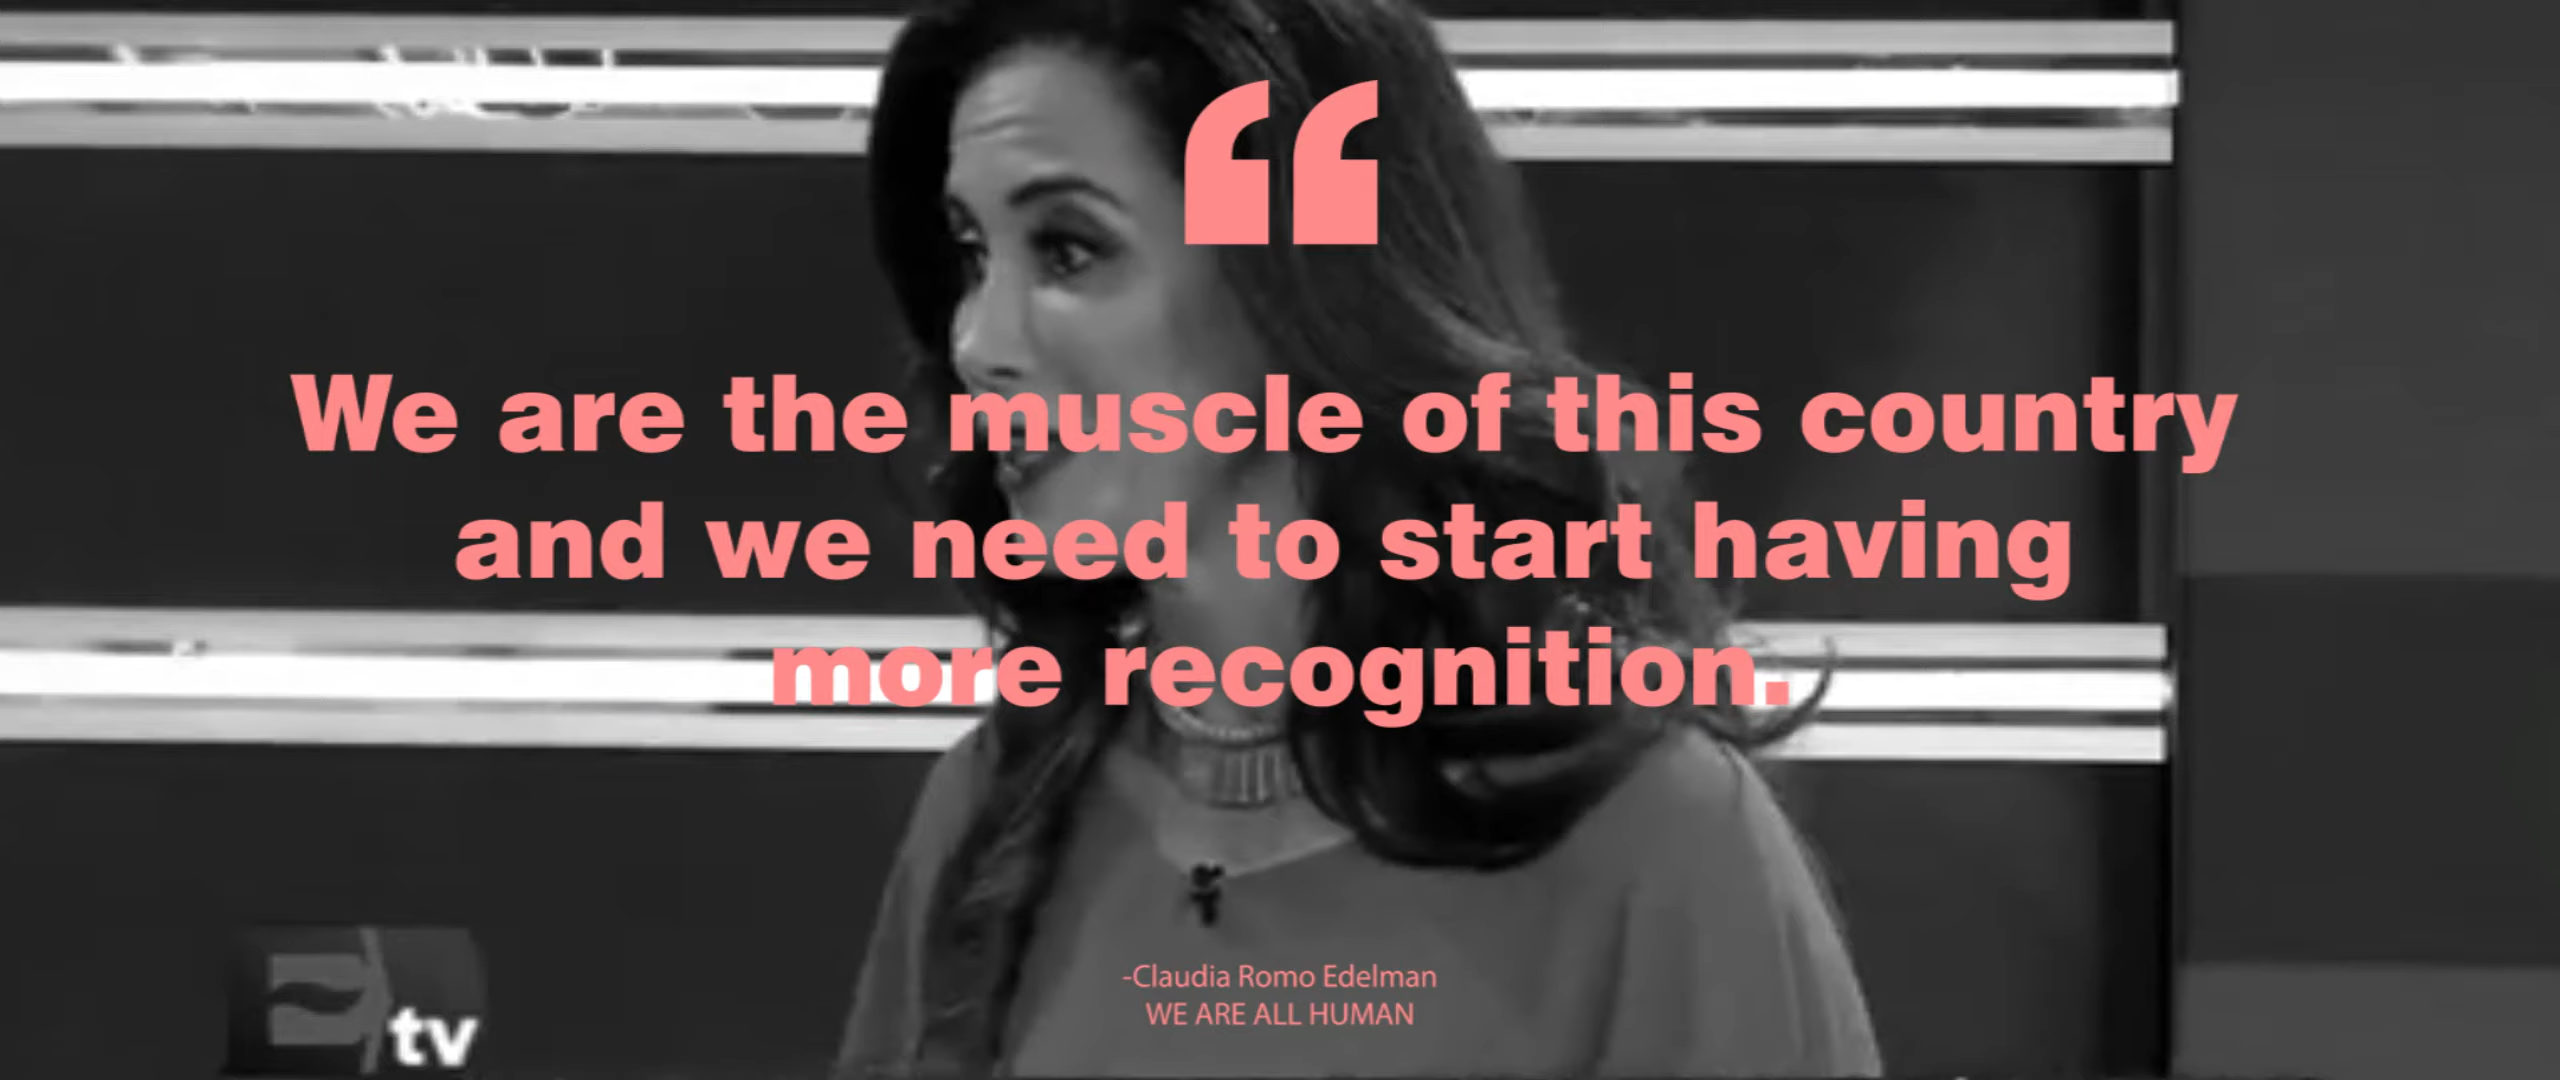 “
We are the muscle of this country
and we need to start having
more recognition.
-Claudia Romo Edelman
WE ARE ALL HUMAN
tv